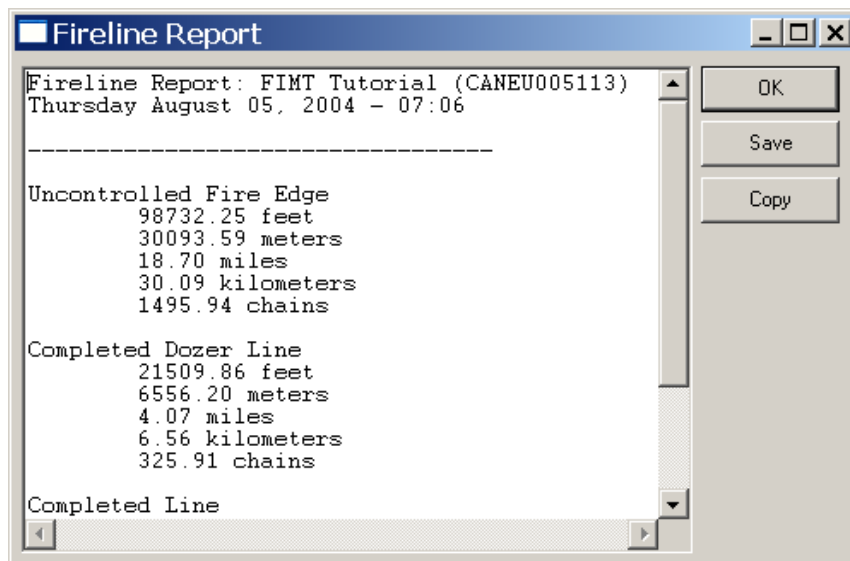 Fireline Report
Fireline Report: FIMT Tutorial (CANEU005113)
Thursday August 05, 2004 – 07:06
----------------------------------
Uncontrolled Fire Edge
98732.25 feet
30093.59 meters
18.70 miles
30.09 kilometers
1495.94 chains
Completed Dozer Line
21509.86 feet
6556.20 meters
4.07 miles
6.56 kilometers
325.91 chains
Completed Line
OK
Save
Copy